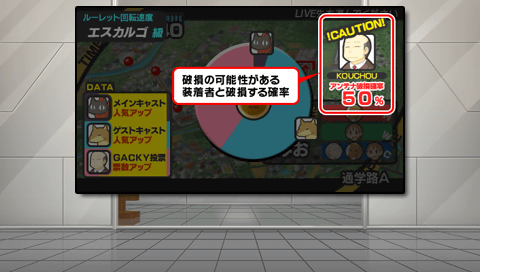 ルーレット回転速度
エスカルゴ 級
LIVE
!CAUTION!
KOUCHOU
アンテナ破損確率
50%
破損の可能性がある
装着者と破損する確率
TIME
DATA
メインキャスト
人気アップ
ゲストキャスト
人気アップ
GACKY投票
票数アップ
通学路A